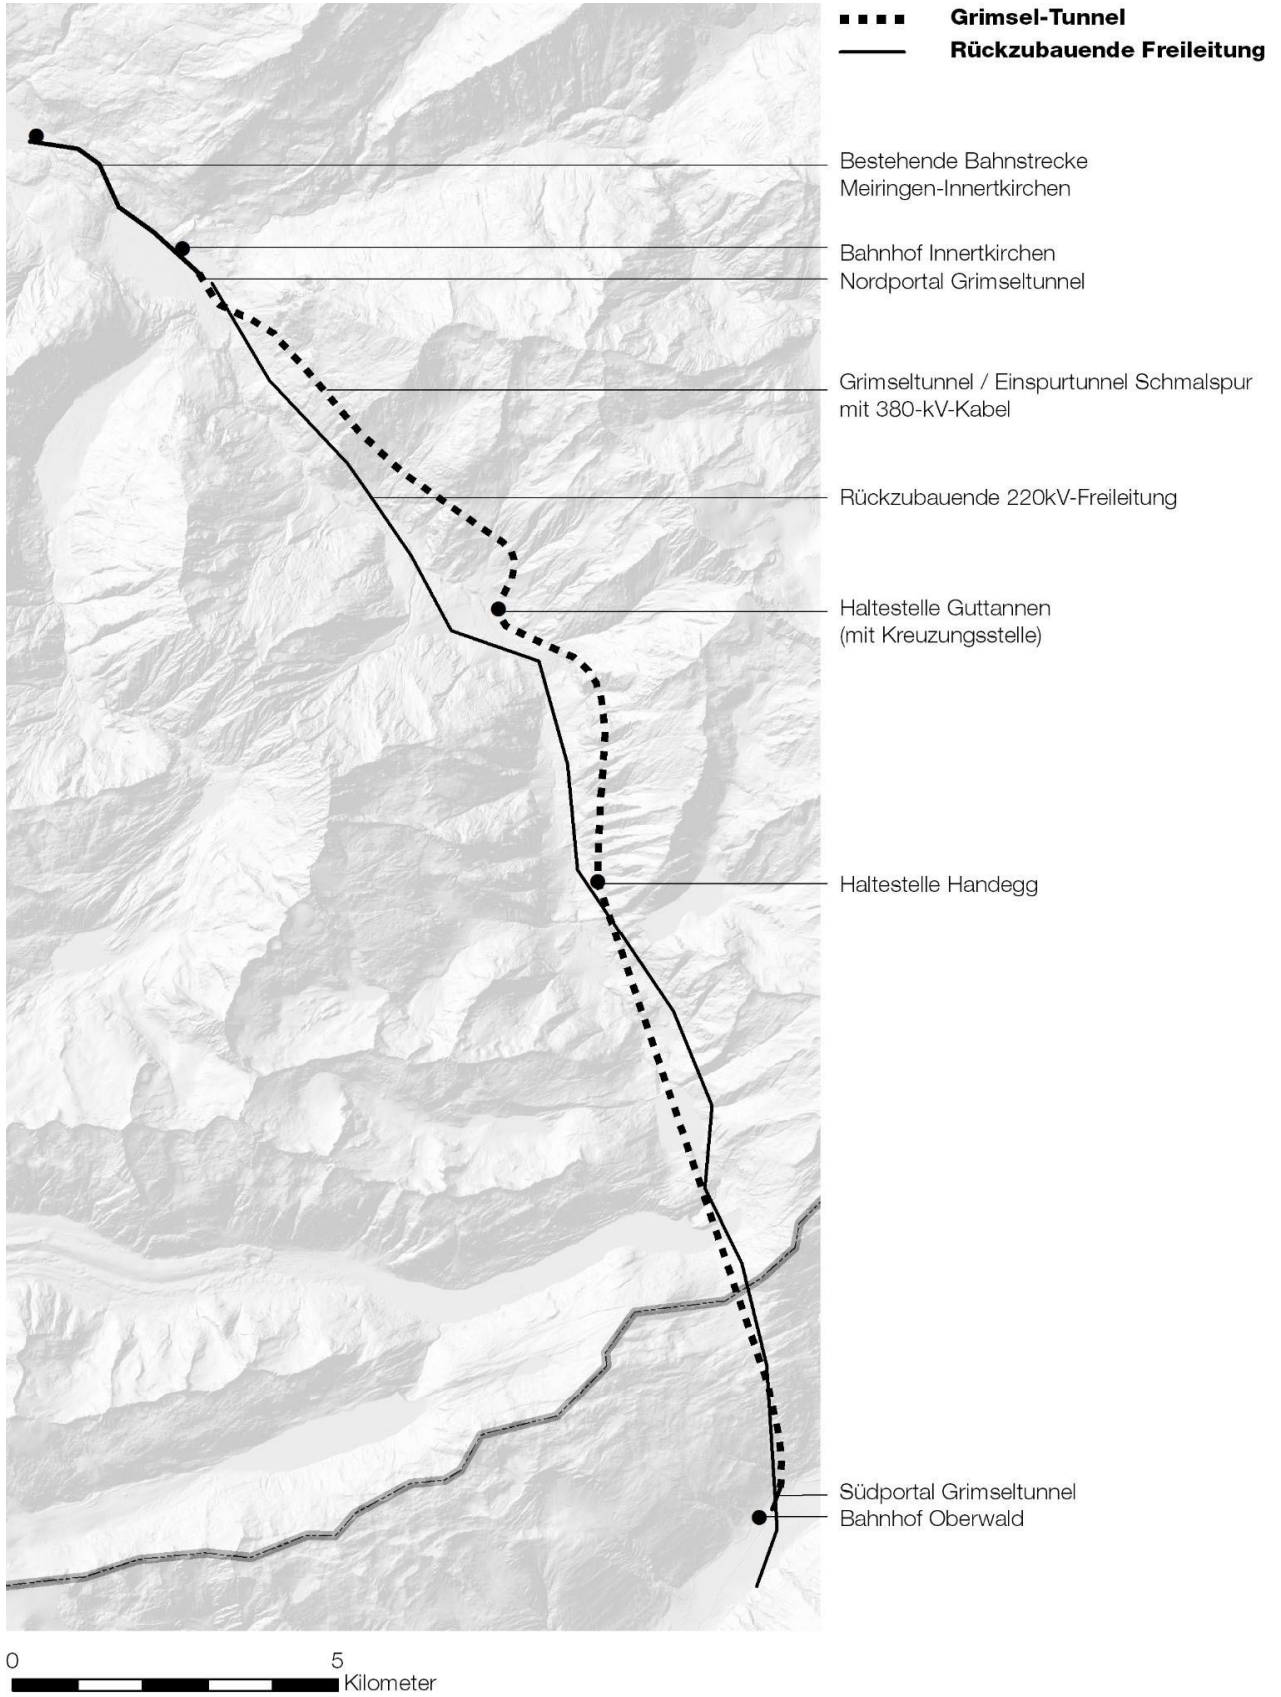 Grimsel-Tunnel
Rückzubauende Freileitung
Bestehende Bahnstrecke
Meiringen-Innertkirchen
Bahnhof Innertkirchen
Nordportal Grimseltunnel
Grimseltunnel / Einspurtunnel Schmalspur
mit 380-kV-Kabel
Rückzubauende 220kV-Freileitung
Haltestelle Guttannen
(mit Kreuzungsstelle)
Haltestelle Handegg
Südportal Grimseltunnel
Bahnhof Oberwald
0 5
Kilometer